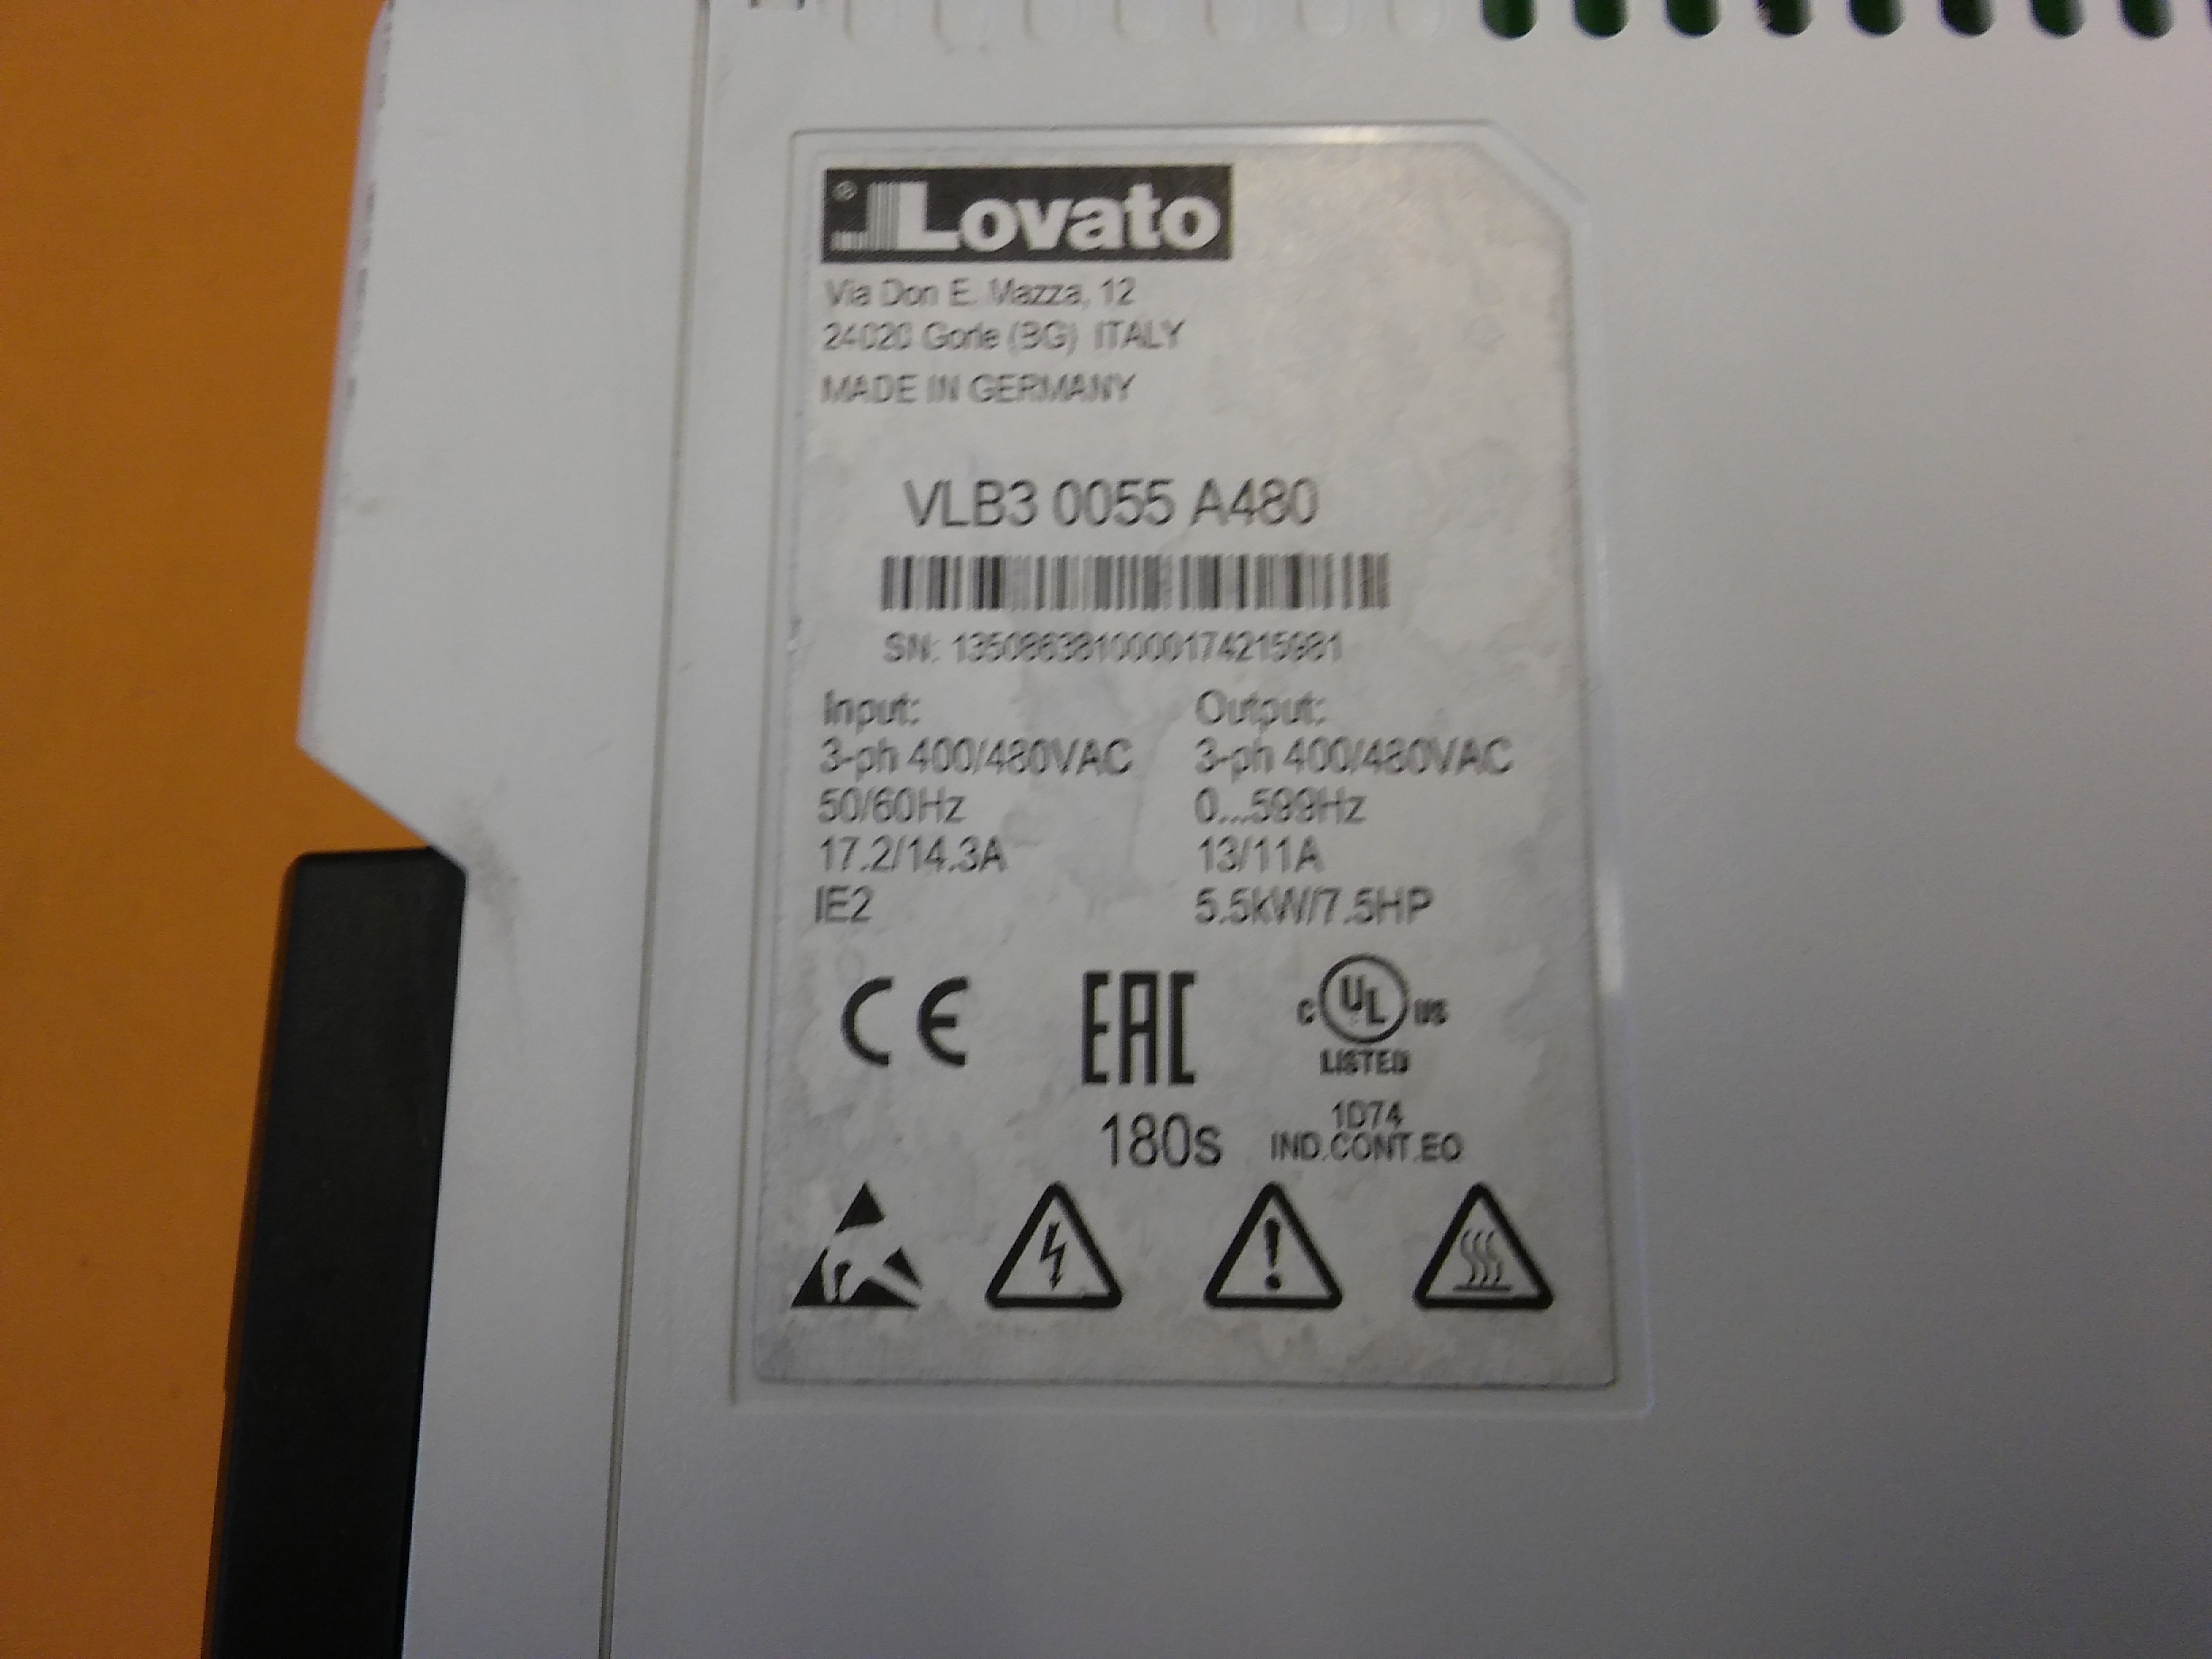 Lovato
Via Don E. Mazza, 12
24020 Gorle (BG) ITALY
MADE IN GERMANY
VLB3 0055 A480
SN: 1350863810000174215981
Input:
Output:
3-ph 400/480VAC
3-ph 400/480VAC
50/60Hz
0...599Hz
17.2/14.3A
13/11A
IE2
5.5kW/7.5HP
CE
EAC
C UL US
LISTED
180s
1D74
IND.CONT.EQ